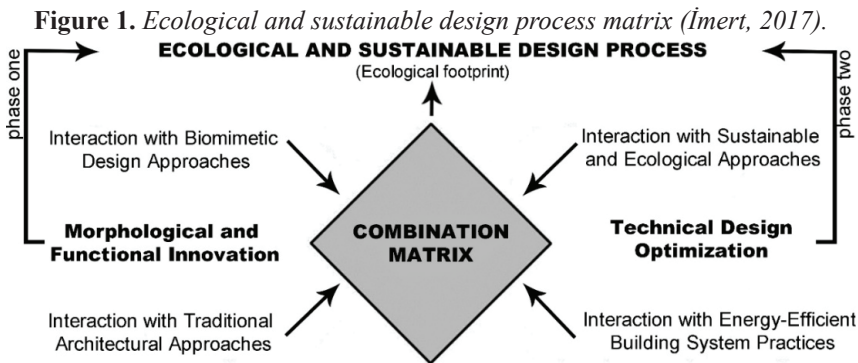 Figure 1. Ecological and sustainable design process matrix (İmert, 2017).
ECOLOGICAL AND SUSTAINABLE DESIGN PROCESS
(Ecological footprint)
phase one
phase two
Interaction with Biomimetic
Design Approaches
Interaction with Sustainable
and Ecological Approaches
Morphological and
Functional Innovation
COMBINATION
MATRIX
Technical Design
Optimization
Interaction with Traditional
Architectural Approaches
Interaction with Energy-Efficient
Building System Practices